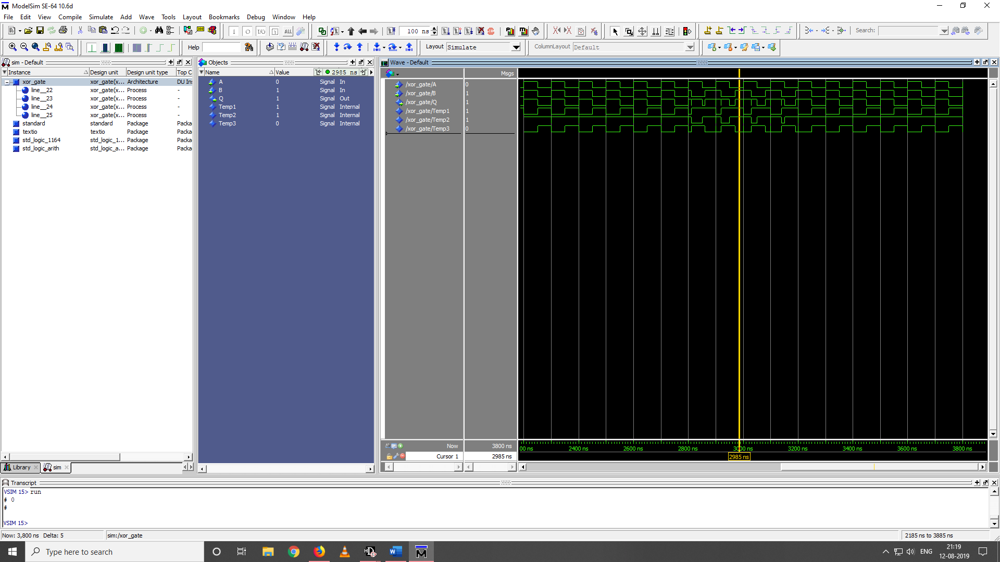 ModelSim SE-64 10.6d
File Edit View Compile Simulate Add Wave Tools Layout Bookmarks Debug Window Help
100 ns
Search:
Help
Layout Simulate
ColumnLayout Default
sim - Default
Instance Design unit Design unit type Top C
xor_gate xor_gate(x... Architecture DU Ins
line__22 xor_gate(x... Process -
line__23 xor_gate(x... Process -
line__24 xor_gate(x... Process -
line__25 xor_gate(x... Process -
standard standard Package Packa
textio textio Package Packa
std_logic_1164 std_logic_1... Package Packa
std_logic_arith std_logic_a... Package Packa
Library sim
Objects
Name Value 2985 ns
A 0 Signal In
B 1 Signal In
Q 1 Signal Out
Temp1 1 Signal Internal
Temp2 1 Signal Internal
Temp3 0 Signal Internal
Wave - Default
Msgs
/xor_gate/A 0
/xor_gate/B 1
/xor_gate/Q 1
/xor_gate/Temp1 1
/xor_gate/Temp2 1
/xor_gate/Temp3 0
Now 3800 ns
00 ns 2400 ns 2600 ns 2800 ns 3000 ns 3200 ns 3400 ns 3600 ns 3800 ns
Cursor 1 2985 ns
2985 ns
Transcript
VSIM 15> run
# 0
#
VSIM 15>
Now: 3,800 ns Delta: 5 sim:/xor_gate 2185 ns to 3885 ns
Type here to search
ENG
21:19
12-08-2019